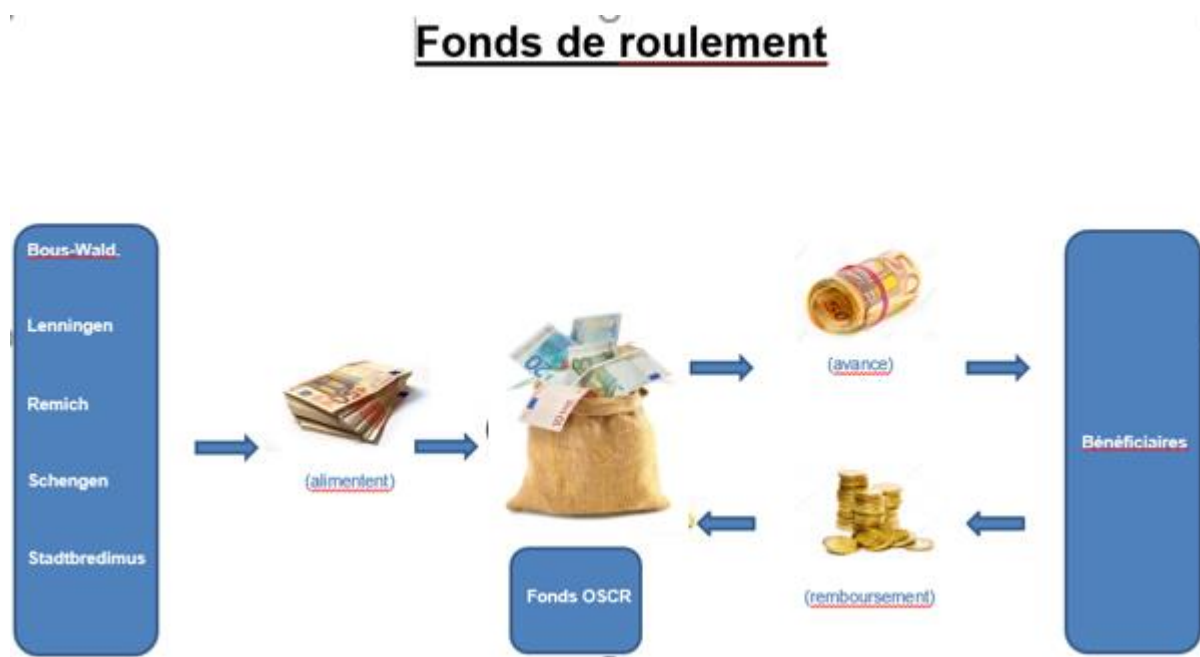 Fonds de roulement
Bous-Wald.
Lenningen
Remich
Schengen
Stadtbredimus
(alimentent)
Fonds OSCR
(avance)
(remboursement)
Bénéficiaires